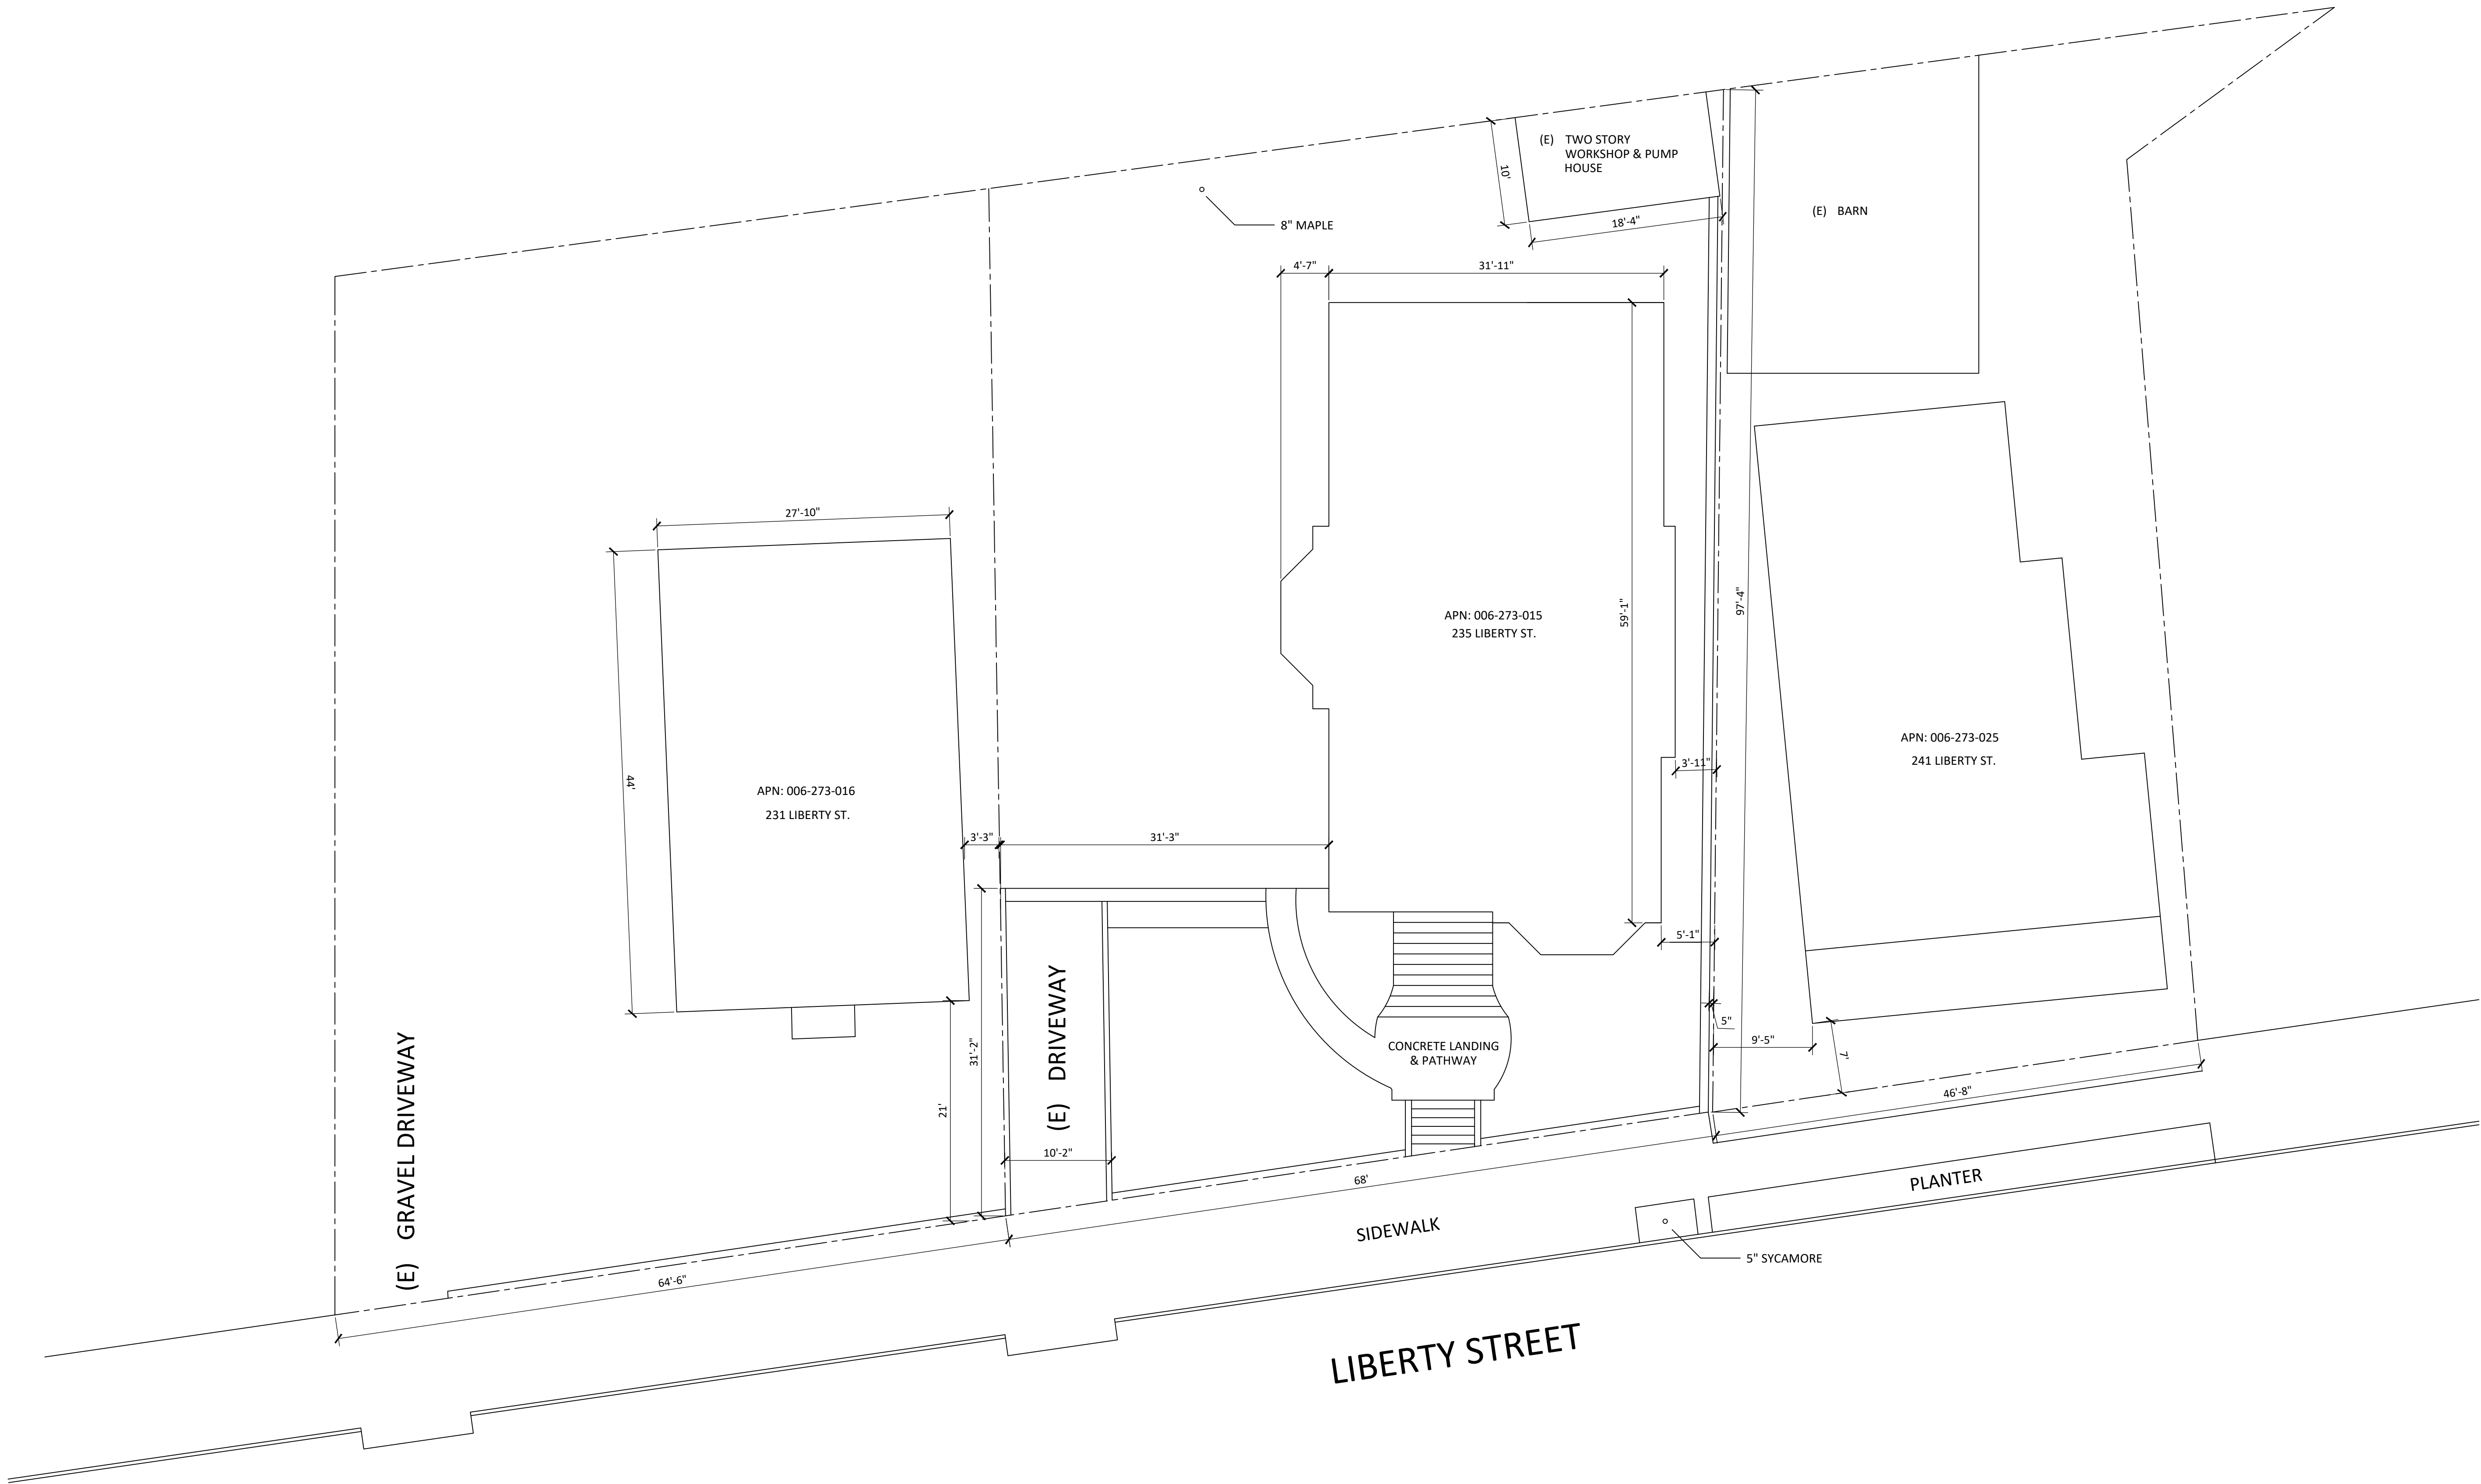 (E) TWO STORY
WORKSHOP & PUMP
HOUSE
10'
18'-4"
8" MAPLE
(E) BARN
4'-7"
31'-11"
27'-10"
44'
APN: 006-273-016
231 LIBERTY ST.
APN: 006-273-015
235 LIBERTY ST.
59'-1"
97'-4"
APN: 006-273-025
241 LIBERTY ST.
3'-11"
3'-3"
31'-3"
5'-1"
5"
9'-5"
7'
CONCRETE LANDING
& PATHWAY
31'-2"
21'
(E) DRIVEWAY
10'-2"
(E) GRAVEL DRIVEWAY
46'-8"
68'
64'-6"
PLANTER
SIDEWALK
5" SYCAMORE
LIBERTY STREET